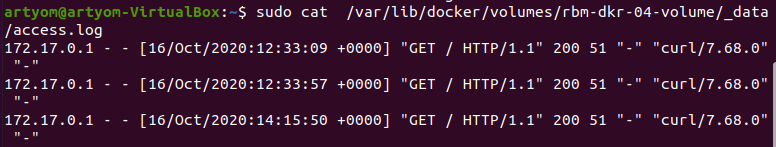 artyom@artyom-VirtualBox:~$ sudo cat  /var/lib/docker/volumes/rbm-dkr-04-volume/_data
/access.log
172.17.0.1 - - [16/Oct/2020:12:33:09 +0000] "GET / HTTP/1.1" 200 51 "-" "curl/7.68.0"
 "-"
172.17.0.1 - - [16/Oct/2020:12:33:57 +0000] "GET / HTTP/1.1" 200 51 "-" "curl/7.68.0"
 "-"
172.17.0.1 - - [16/Oct/2020:14:15:50 +0000] "GET / HTTP/1.1" 200 51 "-" "curl/7.68.0"
 "-"